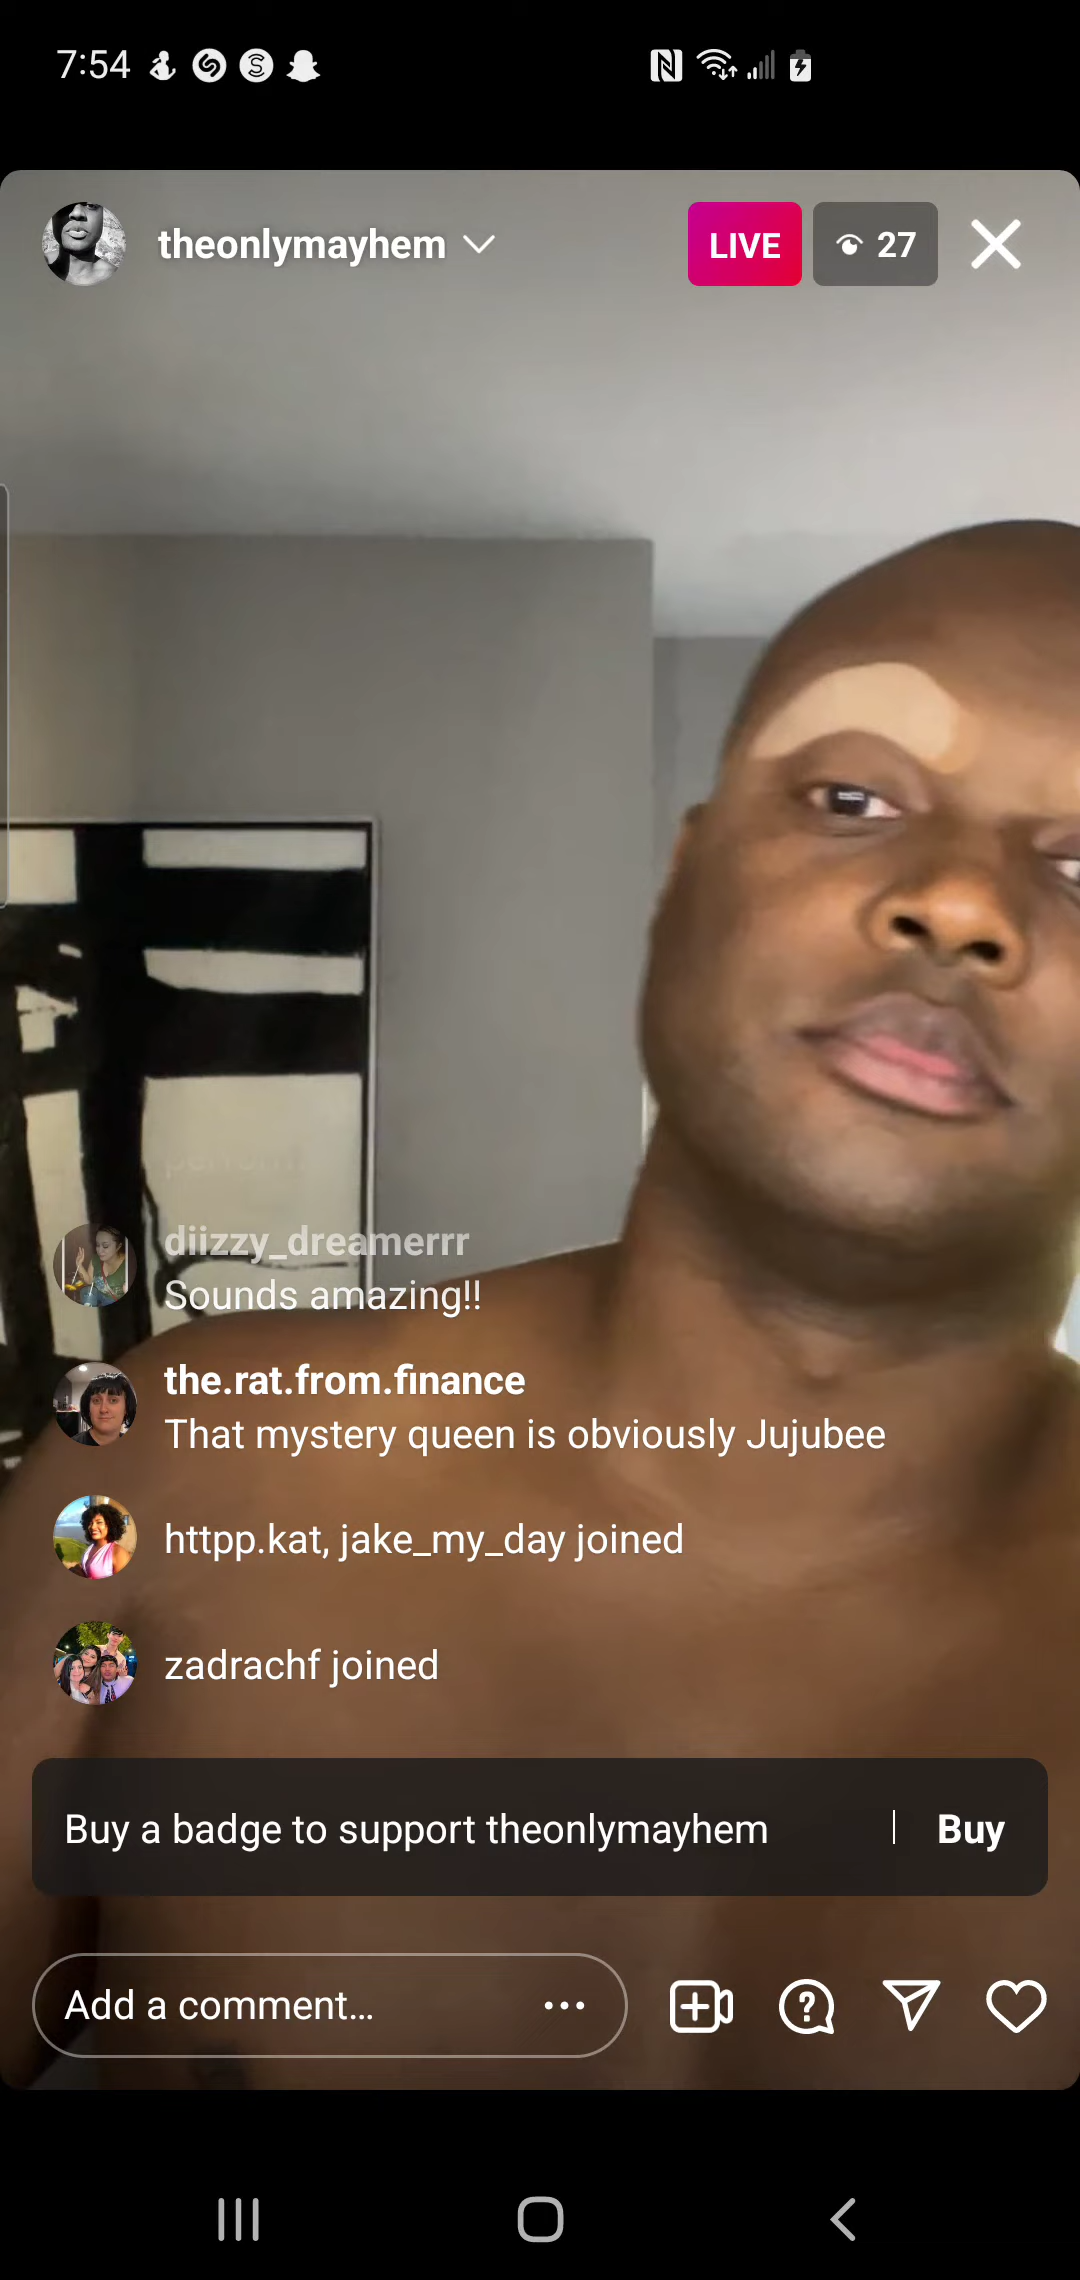 7:54
theonlymayhem
LIVE
27
diizzy_dreamerrr
Sounds amazing!!
the.rat.from.finance
That mystery queen is obviously Jujubee
httpp.kat, jake_my_day joined
zadrachf joined
Buy a badge to support theonlymayhem | Buy
Add a comment...